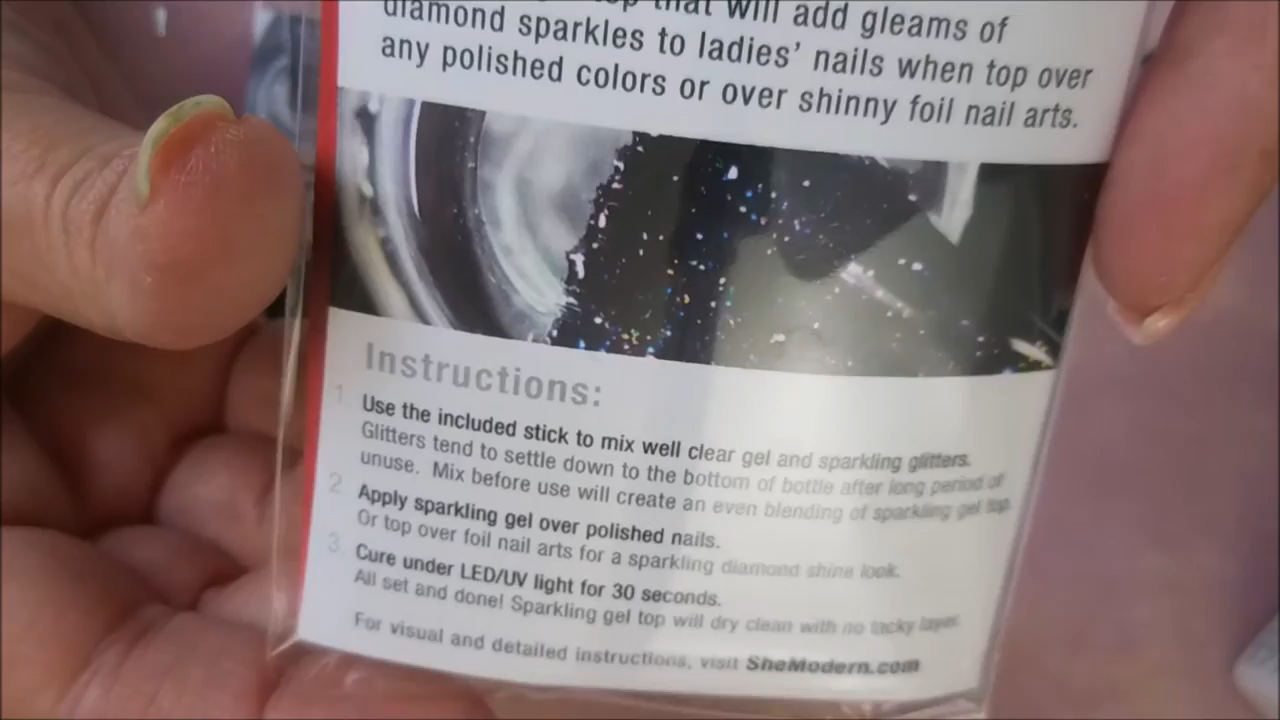 that will add gleams of
diamond sparkles to ladies' nails when top over
any polished colors or over shinny foil nail arts.
Instructions:
1. Use the included stick to mix well clear gel and sparkling glitters.
Glitters tend to settle down to the bottom of bottle after long period of
unuse. Mix before use will create an even blending of sparkling gel top.
2. Apply sparkling gel over polished nails.
Or top over foil nail arts for a sparkling diamond shine look.
3. Cure under LED/UV light for 30 seconds.
All set and done! Sparkling gel top will dry clean with no tacky layer.
For visual and detailed instructions, visit SheModern.com